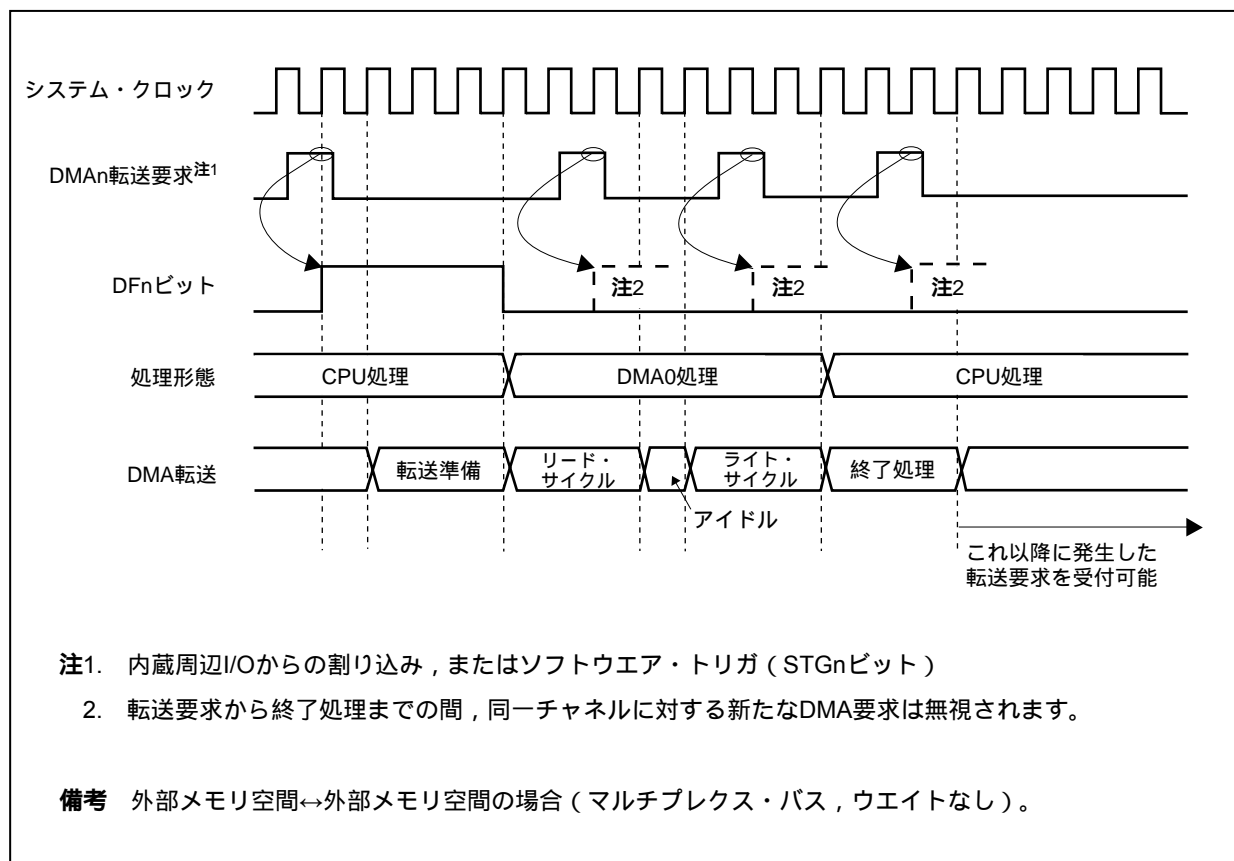 システム・クロック
DMAn転送要求注1
DFnビット
注2
注2
注2
処理形態
CPU処理
DMA0処理
CPU処理
DMA転送
転送準備
リード・
サイクル
ライト・
サイクル
終了処理
アイドル
これ以降に発生した
転送要求を受付可能
注1. 内蔵周辺I/Oからの割り込み，またはソフトウエア・トリガ（STGnビット）
2. 転送要求から終了処理までの間，同一チャネルに対する新たなDMA要求は無視されます。
備考 外部メモリ空間↔外部メモリ空間の場合（マルチプレクス・バス，ウエイトなし）。